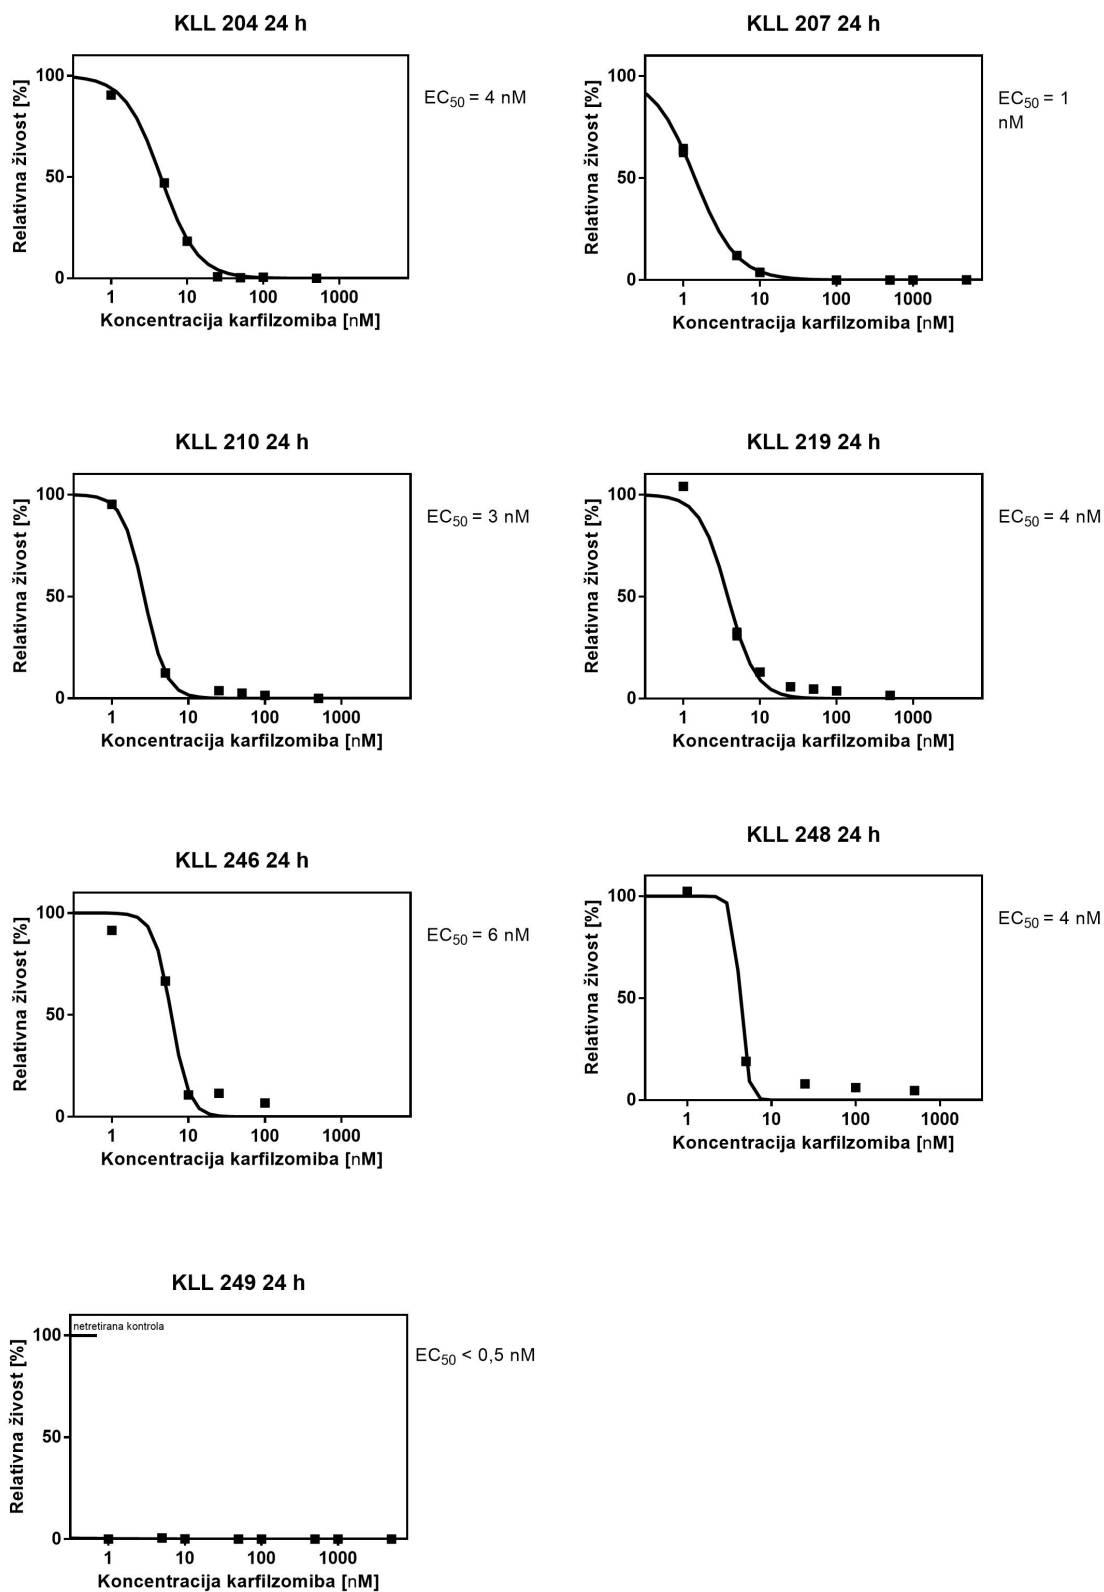 KLL 204 24 h
Relativna živost [%]
100
50
0
1 10 100 1000
Koncentracija karfilzomiba [nM]
EC50 = 4 nM
KLL 207 24 h
Relativna živost [%]
100
50
0
1 10 100 1000
Koncentracija karfilzomiba [nM]
EC50 = 1
nM
KLL 210 24 h
Relativna živost [%]
100
50
0
1 10 100 1000
Koncentracija karfilzomiba [nM]
EC50 = 3 nM
KLL 219 24 h
Relativna živost [%]
100
50
0
1 10 100 1000
Koncentracija karfilzomiba [nM]
EC50 = 4 nM
KLL 246 24 h
Relativna živost [%]
100
50
0
1 10 100 1000
Koncentracija karfilzomiba [nM]
EC50 = 6 nM
KLL 248 24 h
Relativna živost [%]
100
50
0
1 10 100 1000
Koncentracija karfilzomiba [nM]
EC50 = 4 nM
KLL 249 24 h
Relativna živost [%]
netretirana kontrola
100
50
0
1 10 100 1000
Koncentracija karfilzomiba [nM]
EC50 < 0,5 nM